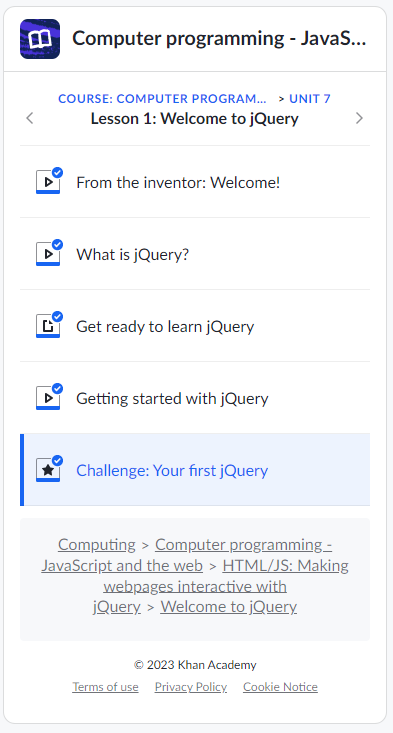 Computer programming - JavaS...
COURSE: COMPUTER PROGRAM... > UNIT 7
Lesson 1: Welcome to jQuery
From the inventor: Welcome!
What is jQuery?
Get ready to learn jQuery
Getting started with jQuery
Challenge: Your first jQuery
Computing > Computer programming -
JavaScript and the web > HTML/JS: Making
webpages interactive with
jQuery > Welcome to jQuery
© 2023 Khan Academy
Terms of use Privacy Policy Cookie Notice